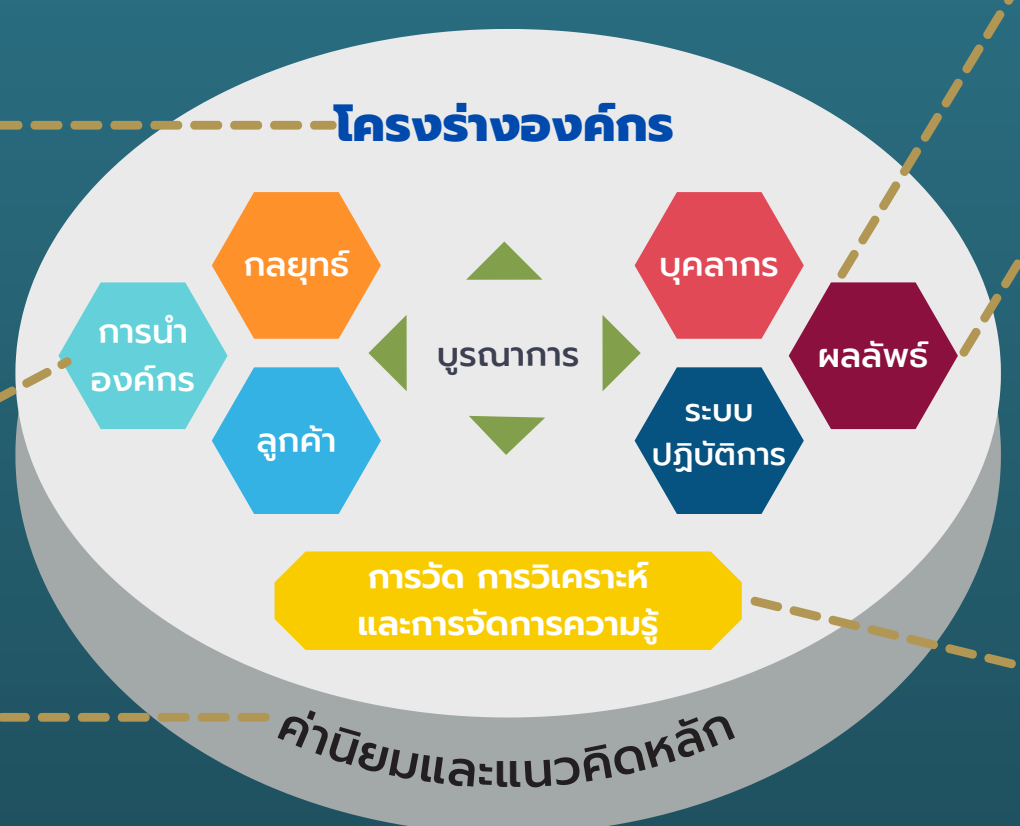 โครงร่างองค์กร
กลยุทธ์
บุคลากร
การนำ
องค์กร
บูรณาการ
ผลลัพธ์
ลูกค้า
ระบบ
ปฏิบัติการ
การวัด การวิเคราะห์
และการจัดการความรู้
ค่านิยมและแนวคิดหลัก